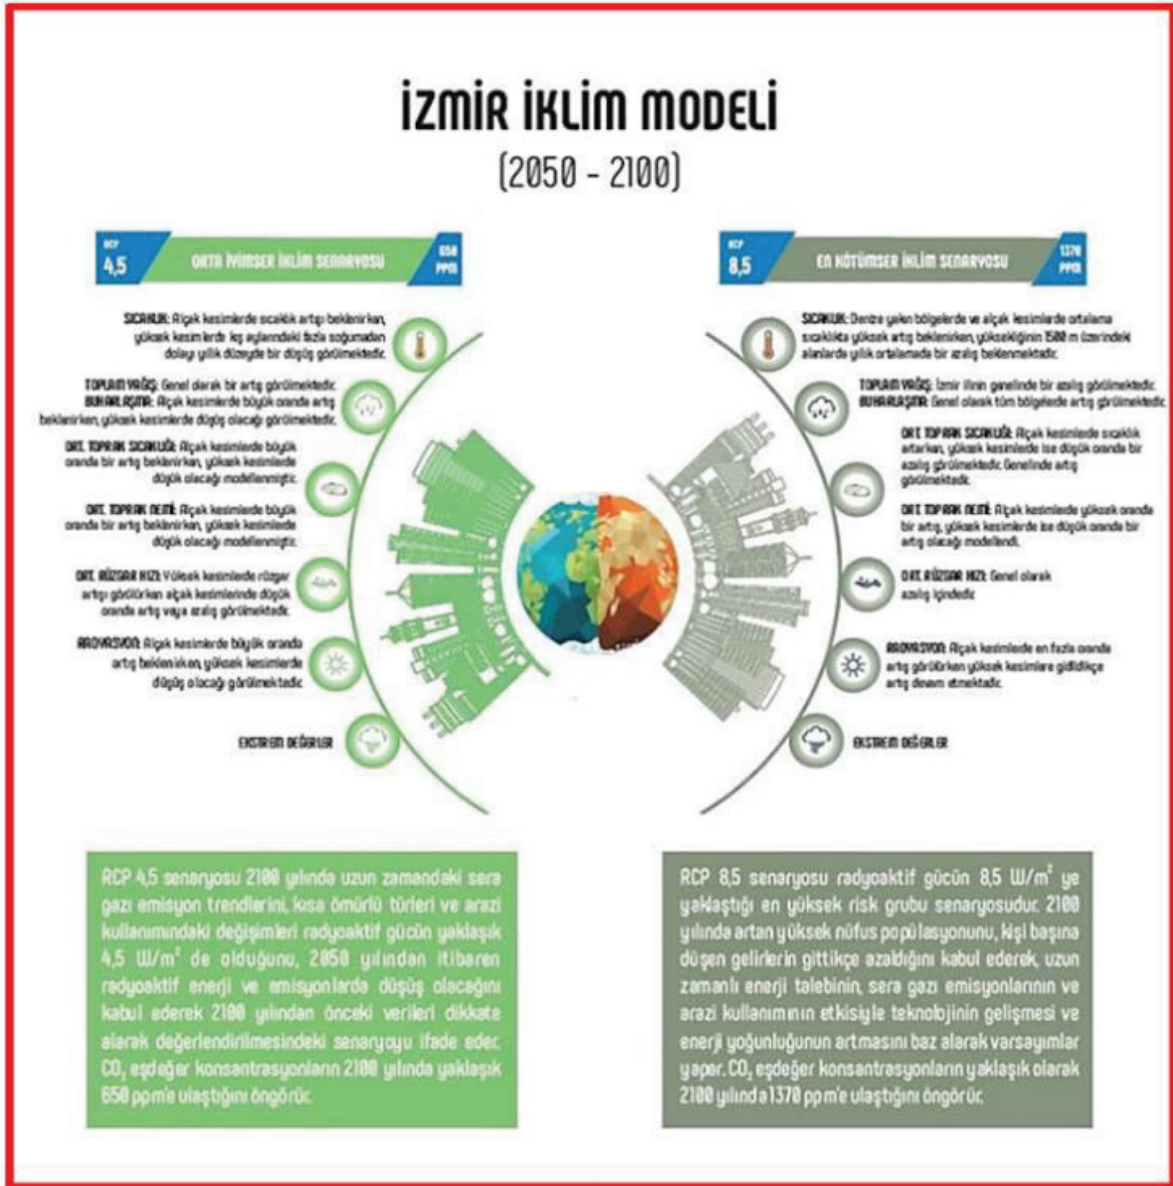 İZMİR İKLİM MODELİ
(2050 - 2100)
RCP
4,5
ORTA İYİMSER İKLİM SENARYOSU
650
PPM
SICAKLIK: Alçak kesimlerde sıcaklık artışı beklenirken,
yüksek kesimlerde kış aylarındaki fazla soğumadan
dolayı yıllık düzeyde bir düşüş görülmektedir.
TOPLAM YAĞIŞ: Genel olarak bir artış görülmektedir.
BUHARLAŞMA: Alçak kesimlerde büyük oranda artış
beklenirken, yüksek kesimlerde düşüş olacağı görülmektedir.
ORT. TOPRAK SICAKLIĞI: Alçak kesimlerde büyük
oranda bir artış beklenirken, yüksek kesimlerde
düşük olacağı modellenmiştir.
ORT. TOPRAK NEMİ: Alçak kesimlerde büyük
oranda bir artış beklenirken, yüksek kesimlerde
düşük olacağı modellenmiştir.
ORT. RÜZGAR HIZI: Yüksek kesimlerde rüzgar
artışı görülürken alçak kesimlerinde düşük
oranda artış veya azalış görülmektedir.
RADYASYON: Alçak kesimlerde büyük oranda
artış beklenirken, yüksek kesimlerde
düşüş olacağı görülmektedir.
EKSTREM DEĞERLER
RCP
8,5
EN KÖTÜMSER İKLİM SENARYOSU
1370
PPM
SICAKLIK: Denize yakın bölgelerde ve alçak kesimlerde ortalama
sıcaklıkta yüksek artış beklenirken, yüksekliğinin 1500 m üzerindeki
alanlarda yıllık ortalamada bir azalış beklenmektedir.
TOPLAM YAĞIŞ: İzmir ilinin genelinde bir azalış görülmektedir.
BUHARLAŞMA: Genel olarak tüm bölgelerde artış görülmektedir.
ORT. TOPRAK SICAKLIĞI: Alçak kesimlerde sıcaklık
artarken, yüksek kesimlerde ise düşük oranda bir
azalış görülmektedir. Genelinde artış
görülmektedir.
ORT. TOPRAK NEMİ: Alçak kesimlerde yüksek oranda
bir artış, yüksek kesimlerde ise düşük oranda bir
artış olacağı modellendi.
ORT. RÜZGAR HIZI: Genel olarak
azalış içindedir.
RADYASYON: Alçak kesimlerde en fazla oranda
artış görülürken yüksek kesimlere gidildikçe
artış devam etmektedir.
EKSTREM DEĞERLER
RCP 4,5 senaryosu 2100 yılında uzun zamandaki sera
gazı emisyon trendlerini, kısa ömürlü türleri ve arazi
kullanımındaki değişimleri radyoaktif gücün yaklaşık
4,5 W/m² de olduğunu, 2050 yılından itibaren
radyoaktif enerji ve emisyonlarda düşüş olacağını
kabul ederek 2100 yılından önceki verileri dikkate
alarak değerlendirilmesindeki senaryoyu ifade eder.
CO₂ eşdeğer konsantrasyonların 2100 yılında yaklaşık
650 ppm'e ulaştığını öngörür.
RCP 8,5 senaryosu radyoaktif gücün 8,5 W/m² ye
yaklaştığı en yüksek risk grubu senaryosudur. 2100
yılında artan yüksek nüfus popülasyonunu, kişi başına
düşen gelirlerin gittikçe azaldığını kabul ederek, uzun
zamanlı enerji talebinin, sera gazı emisyonlarının ve
arazi kullanımının etkisiyle teknolojinin gelişmesi ve
enerji yoğunluğunun artmasını baz alarak varsayımlar
yapar. CO₂ eşdeğer konsantrasyonların yaklaşık olarak
2100 yılında 1370 ppm'e ulaştığını öngörür.